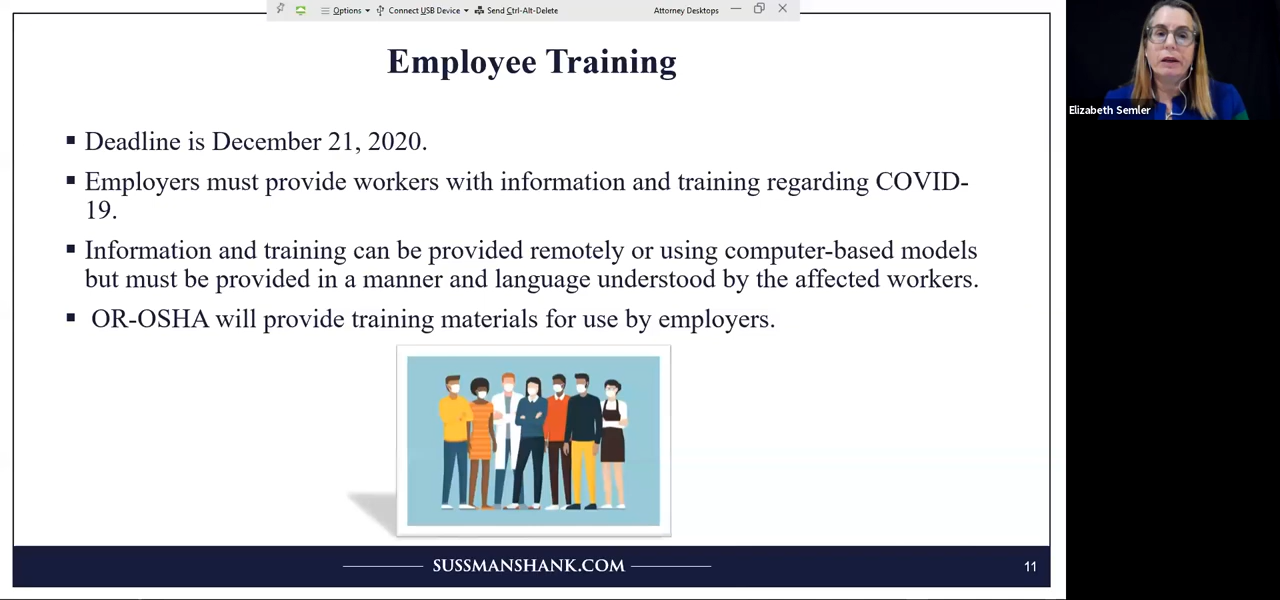 Options
Connect USB Device
Send Ctrl-Alt-Delete
Attorney Desktops
Employee Training
Elizabeth Semler
▪ Deadline is December 21, 2020.
▪ Employers must provide workers with information and training regarding COVID-
19.
▪ Information and training can be provided remotely or using computer-based models
but must be provided in a manner and language understood by the affected workers.
▪ OR-OSHA will provide training materials for use by employers.
SUSSMANSHANK.COM
11